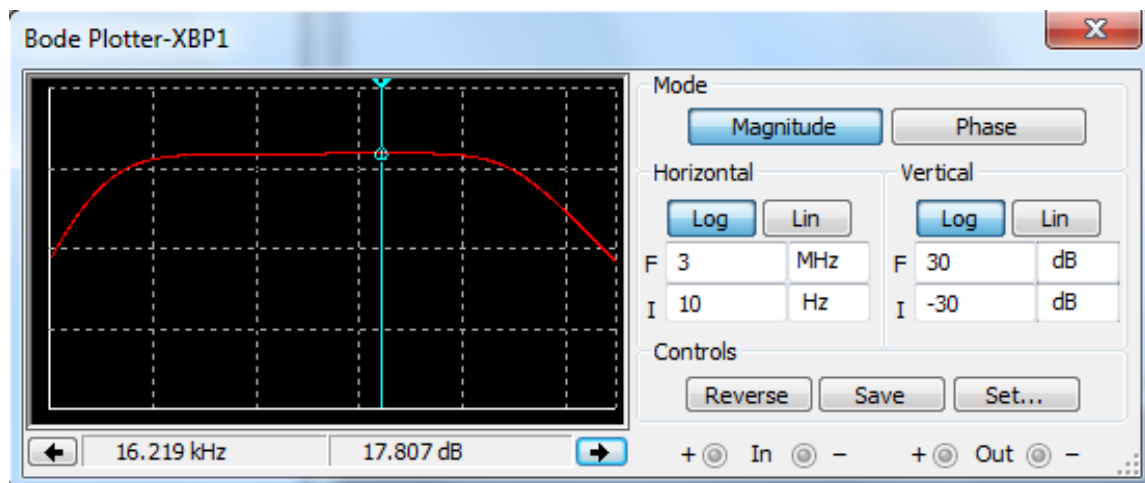 Bode Plotter-XBP1
Mode
Magnitude Phase
Horizontal Vertical
Log Lin Log Lin
F 3 MHz F 30 dB
I 10 Hz I -30 dB
Controls
Reverse Save Set...
16.219 kHz 17.807 dB + In - + Out -